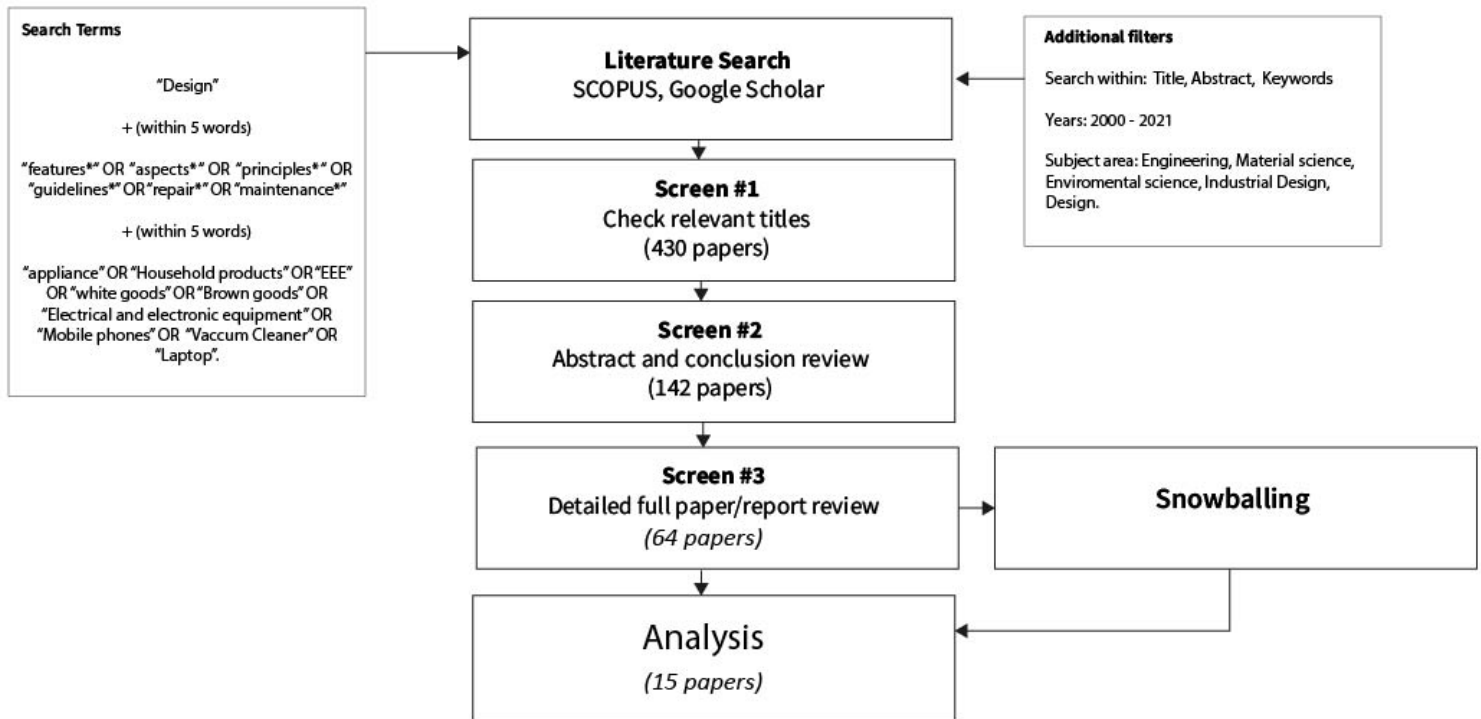 Search Terms
“Design”
+ (within 5 words)
“features*“ OR “aspects*“ OR “principles*“ OR
“guidelines*“ OR “repair*“ OR “maintenance*”
+ (within 5 words)
“appliance” OR “Household products” OR “EEE”
OR “white goods” OR “Brown goods” OR
“Electrical and electronic equipment” OR
“Mobile phones” OR “Vaccum Cleaner” OR
“Laptop”.
Literature Search
SCOPUS, Google Scholar
Additional filters
Search within: Title, Abstract, Keywords
Years: 2000 - 2021
Subject area: Engineering, Material science,
Enviromental science, Industrial Design,
Design.
Screen #1
Check relevant titles
(430 papers)
Screen #2
Abstract and conclusion review
(142 papers)
Screen #3
Detailed full paper/report review
(64 papers)
Snowballing
Analysis
(15 papers)